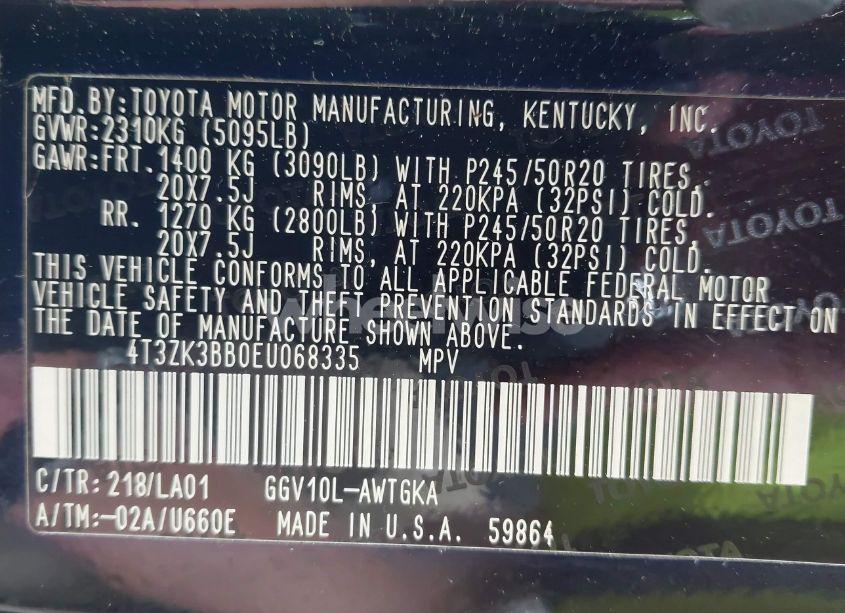 MFD.BY:TOYOTA MOTOR MANUFACTURING, KENTUCKY, INC.
GVWR:2310KG (5095LB)
GAWR:FRT.1400 KG (3090LB) WITH P245/50R20 TIRES,
20X7.5J RIMS, AT 220KPA (32PSI) COLD.
RR. 1270 KG (2800LB) WITH P245/50R20 TIRES,
20X7.5J RIMS, AT 220KPA (32PSI) COLD.
THIS VEHICLE CONFORMS TO ALL APPLICABLE FEDERAL MOTOR
VEHICLE SAFETY AND THEFT PREVENTION STANDARDS IN EFFECT ON
THE DATE OF MANUFACTURE SHOWN ABOVE.
4T3ZK3BB0EU068335 MPV
C/TR:218/LA01 GGV10L-AWTGKA
A/TM:-02A/U660E MADE IN U.S.A. 59864
TOYOTA
TOYOTA
TOYOTA
TOYOTA